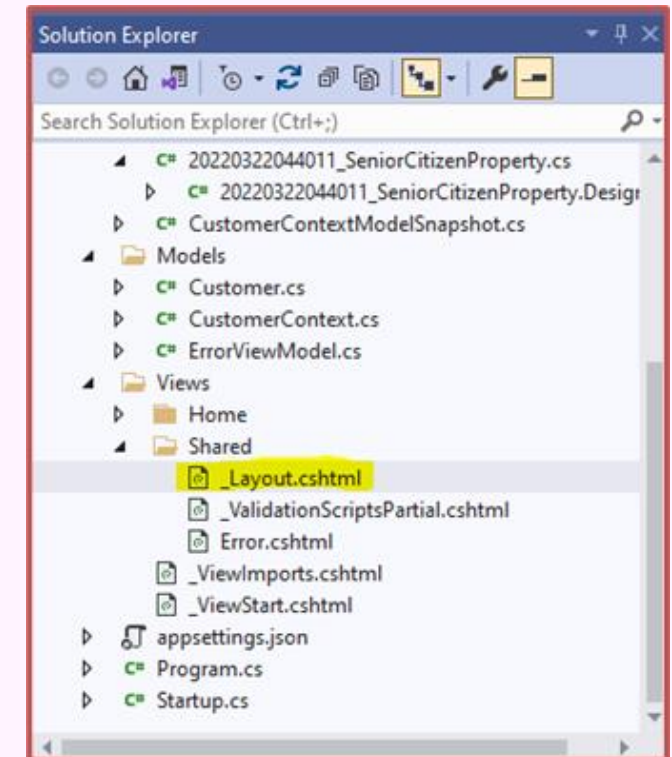 Solution Explorer
Search Solution Explorer (Ctrl+;)
C# 20220322044011_SeniorCitizenProperty.cs
C# 20220322044011_SeniorCitizenProperty.Desigr
C# CustomerContextModelSnapshot.cs
Models
C# Customer.cs
C# CustomerContext.cs
C# ErrorViewModel.cs
Views
Home
Shared
_Layout.cshtml
_ValidationScriptsPartial.cshtml
Error.cshtml
_ViewImports.cshtml
_ViewStart.cshtml
appsettings.json
C# Program.cs
C# Startup.cs